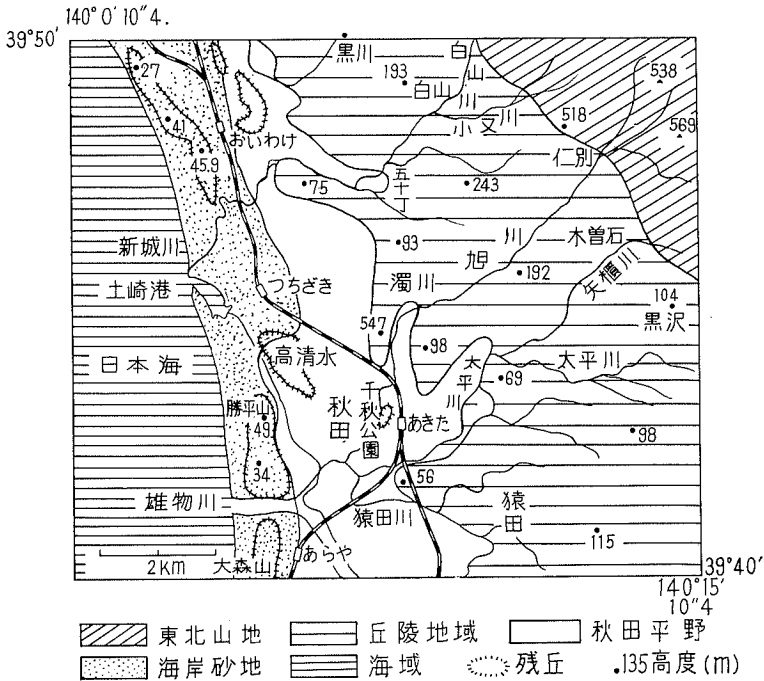 140°0′10″4.
39°50′
黒川
白山川
538
27
193
白山
小又川
518
569
41
おいわけ
仁別
45.9
五十丁
75
243
新城川
93
旭川
木曽石
濁川
192
矢櫃川
土崎港
つちざき
104
547
黒沢
98
高清水
日本海
太平川
太平川
69
千秋公園
勝平山
秋田
あきた
149
98
34
56
雄物川
猿田川
猿田
115
あらや
2km
大森山
39°40′
140°15′
10″4
東北山地
丘陵地域
秋田平野
海岸砂地
海域
残丘
.135高度(m)